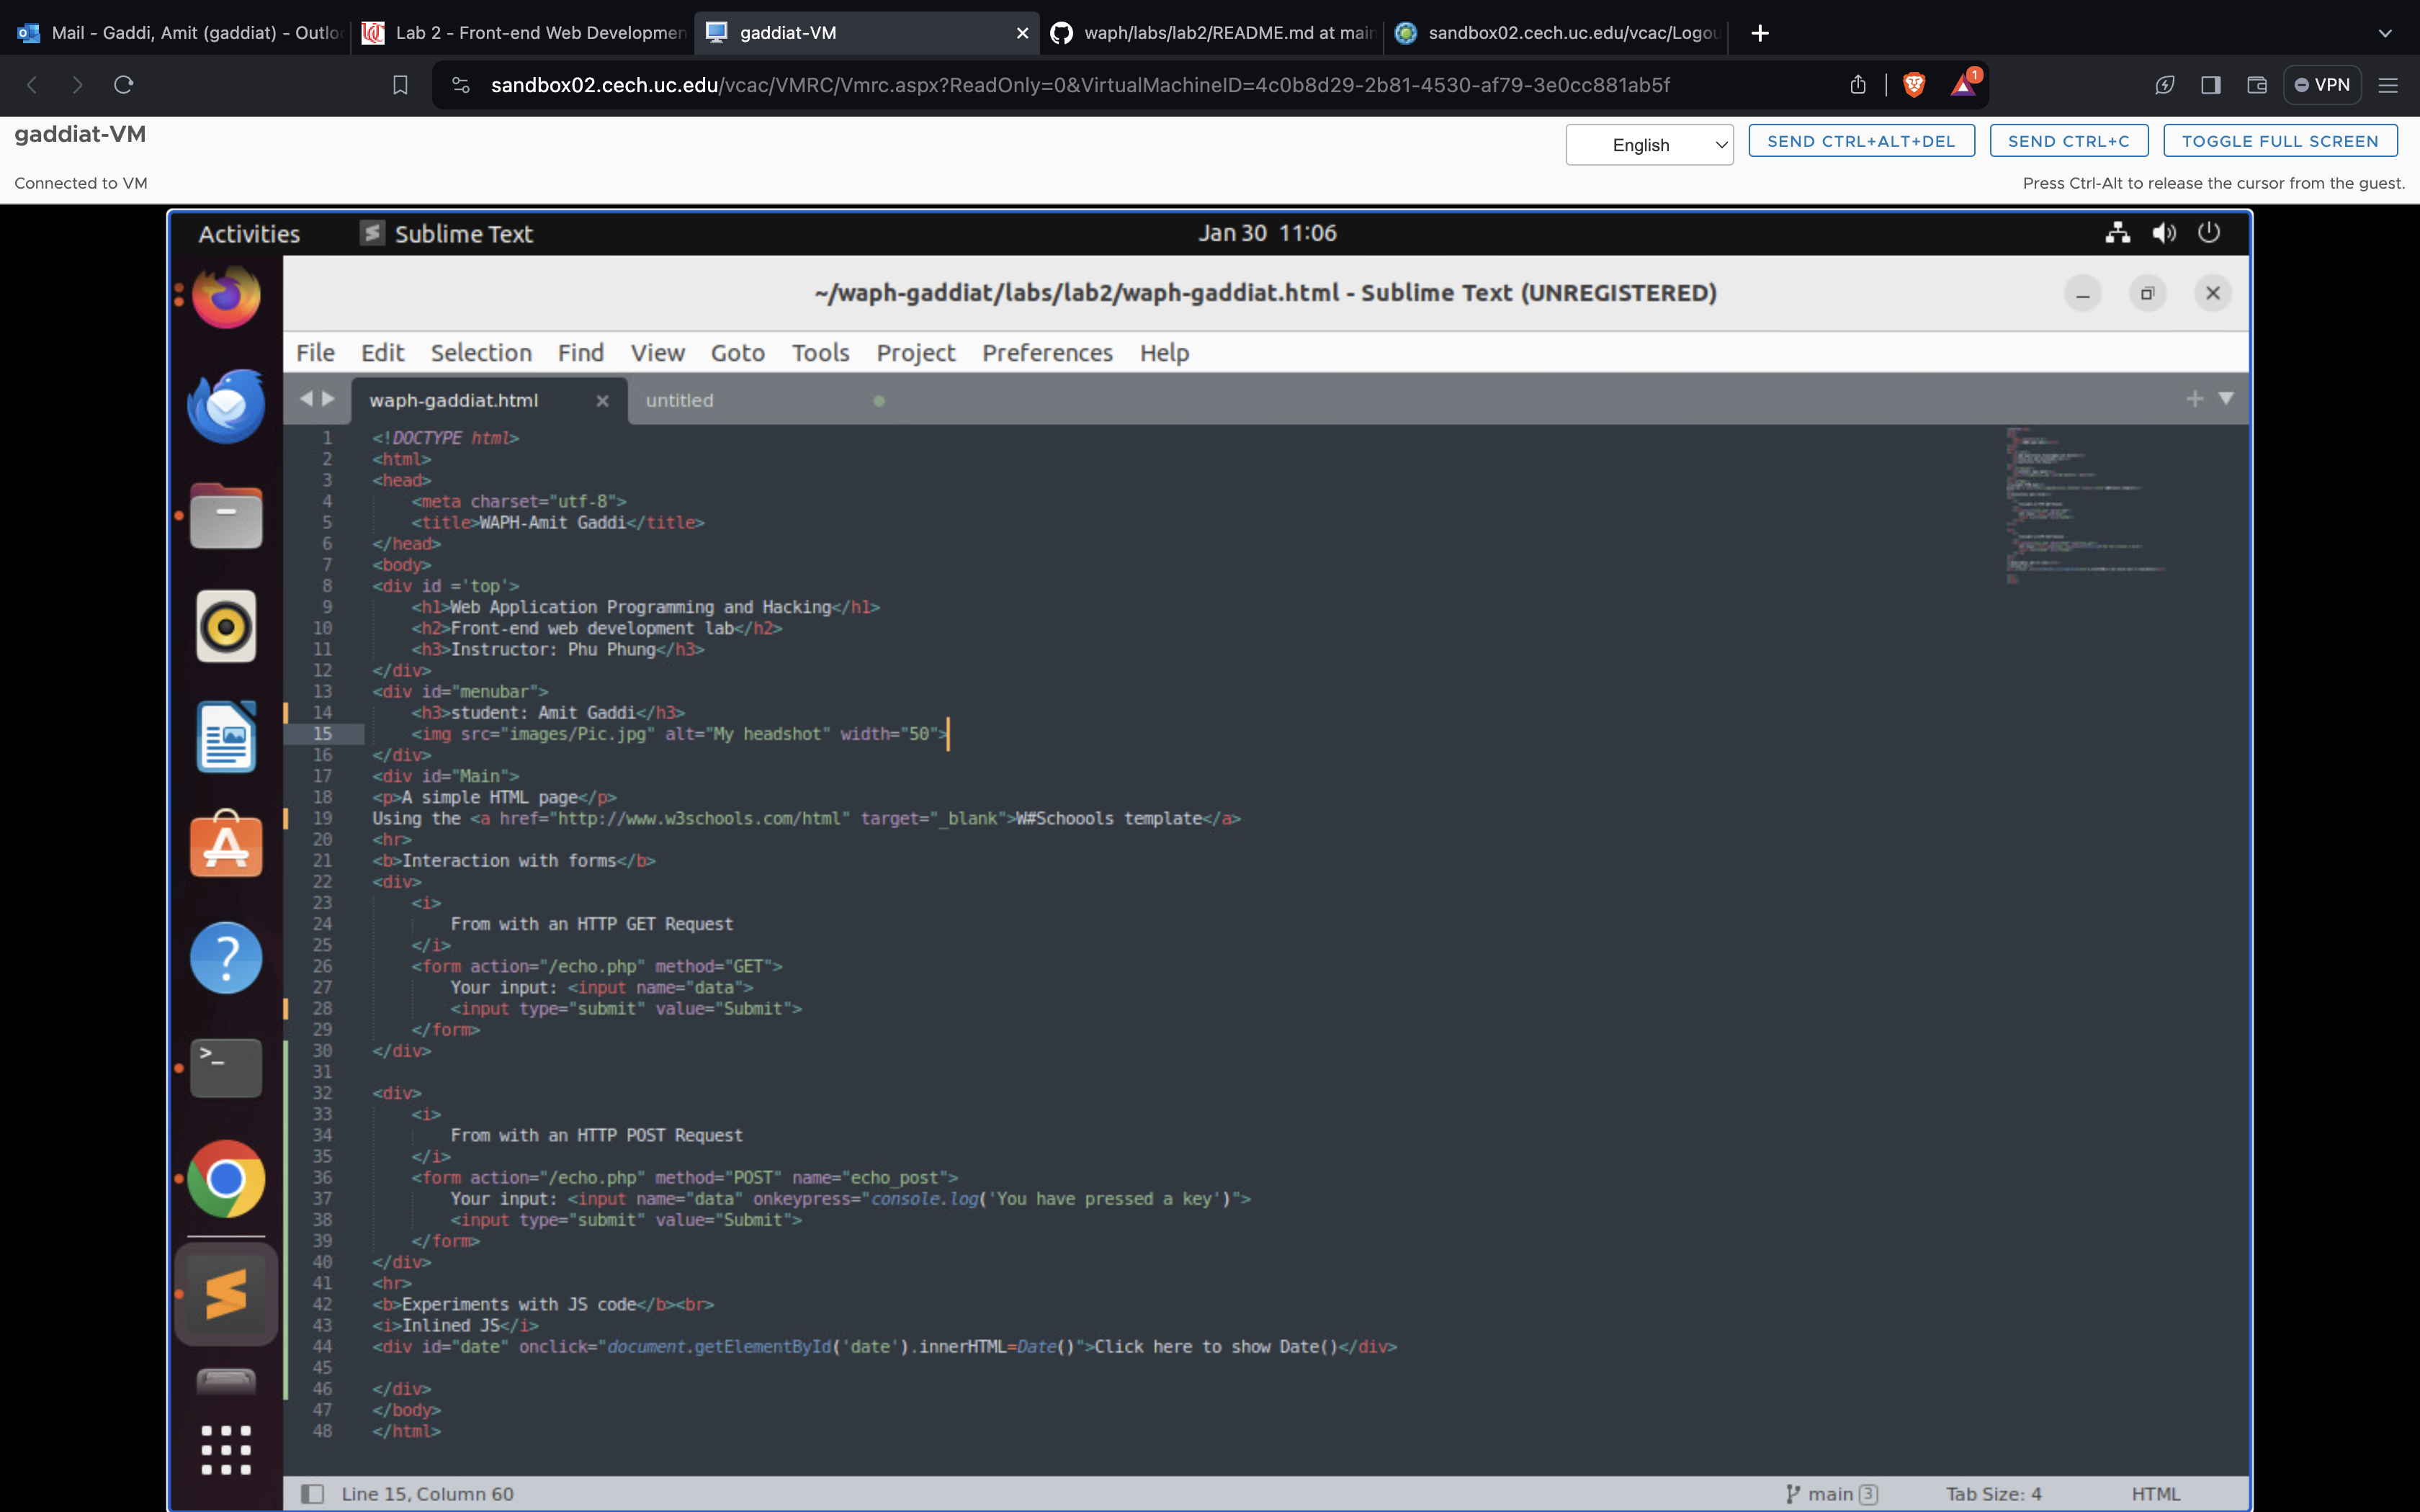 Mail - Gaddi, Amit (gaddiat) - Outlo
Lab 2 - Front-end Web Developmen
gaddiat-VM
waph/labs/lab2/README.md at main
sandbox02.cech.uc.edu/vcac/Logou
sandbox02.cech.uc.edu/vcac/VMRC/Vmrc.aspx?ReadOnly=0&VirtualMachineID=4c0b8d29-2b81-4530-af79-3e0cc881ab5f
1
VPN
gaddiat-VM
English
SEND CTRL+ALT+DEL
SEND CTRL+C
TOGGLE FULL SCREEN
Connected to VM
Press Ctrl-Alt to release the cursor from the guest.
Activities
Sublime Text
Jan 30 11:06
~/waph-gaddiat/labs/lab2/waph-gaddiat.html - Sublime Text (UNREGISTERED)
File Edit Selection Find View Goto Tools Project Preferences Help
waph-gaddiat.html
untitled
1 <!DOCTYPE html>
2 <html>
3 <head>
4 <meta charset="utf-8">
5 <title>WAPH-Amit Gaddi</title>
6 </head>
7 <body>
8 <div id ='top'>
9 <h1>Web Application Programming and Hacking</h1>
10 <h2>Front-end web development lab</h2>
11 <h3>Instructor: Phu Phung</h3>
12 </div>
13 <div id="menubar">
14 <h3>student: Amit Gaddi</h3>
15 <img src="images/Pic.jpg" alt="My headshot" width="50">
16 </div>
17 <div id="Main">
18 <p>A simple HTML page</p>
19 Using the <a href="http://www.w3schools.com/html" target="_blank">W#Schoools template</a>
20 <hr>
21 <b>Interaction with forms</b>
22 <div>
23 <i>
24 From with an HTTP GET Request
25 </i>
26 <form action="/echo.php" method="GET">
27 Your input: <input name="data">
28 <input type="submit" value="Submit">
29 </form>
30 </div>
31
32 <div>
33 <i>
34 From with an HTTP POST Request
35 </i>
36 <form action="/echo.php" method="POST" name="echo_post">
37 Your input: <input name="data" onkeypress="console.log('You have pressed a key')">
38 <input type="submit" value="Submit">
39 </form>
40 </div>
41 <hr>
42 <b>Experiments with JS code</b><br>
43 <i>Inlined JS</i>
44 <div id="date" onclick="document.getElementById('date').innerHTML=Date()">Click here to show Date()</div>
45
46 </div>
47 </body>
48 </html>
Line 15, Column 60
main 3
Tab Size: 4
HTML